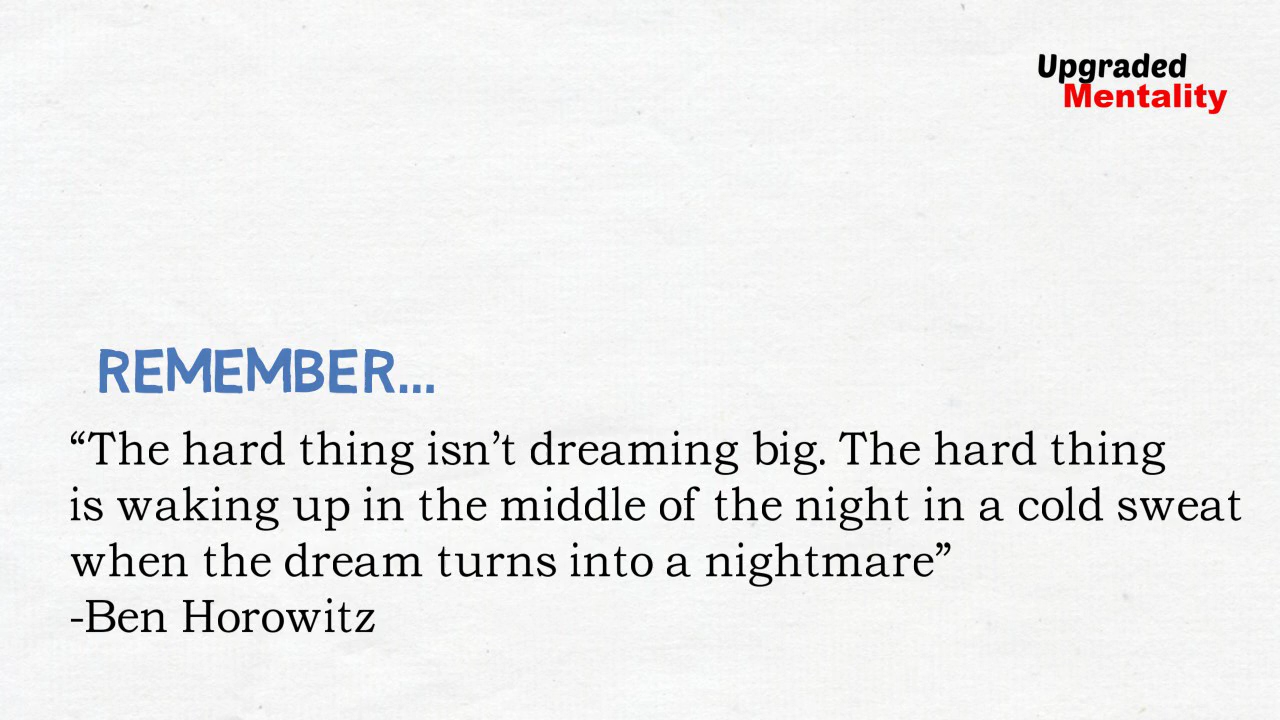 Upgraded
Mentality
REMEMBER...
“The hard thing isn’t dreaming big. The hard thing
is waking up in the middle of the night in a cold sweat
when the dream turns into a nightmare”
-Ben Horowitz